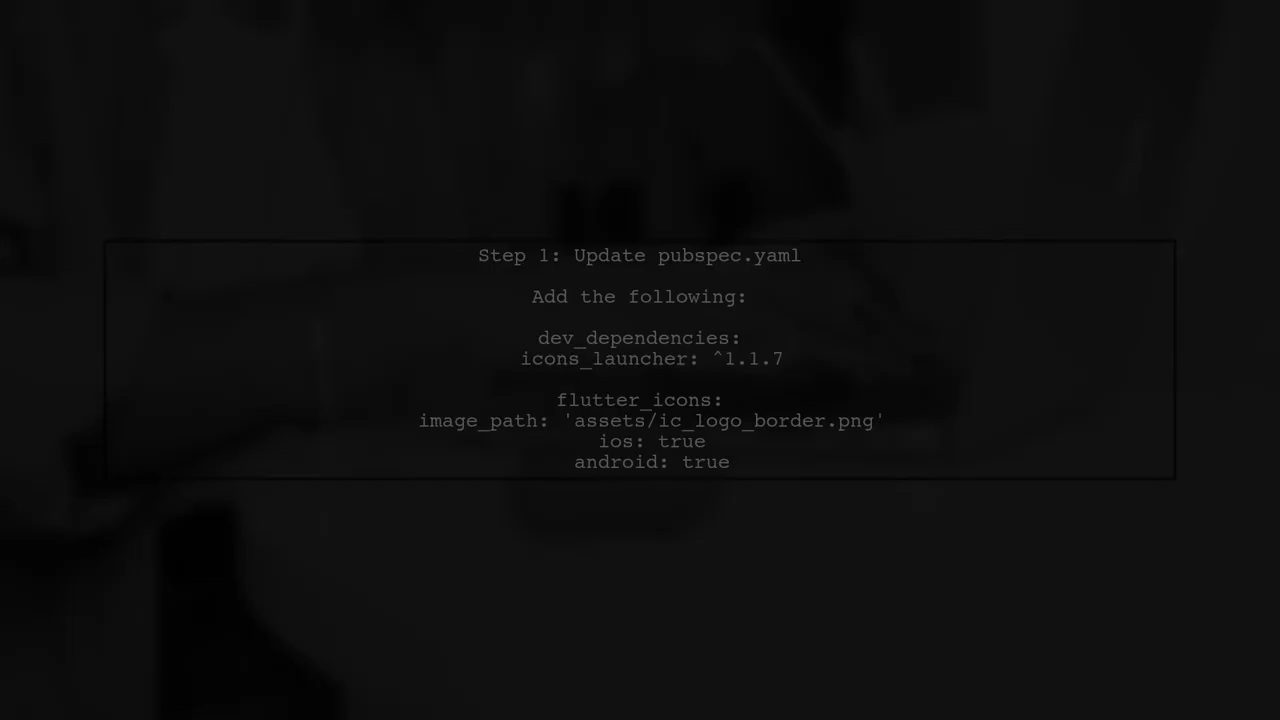 Step 1: Update pubspec.yaml
Add the following:
dev_dependencies:
icons_launcher: ^1.1.7
flutter_icons:
image_path: 'assets/ic_logo_border.png'
ios: true
android: true